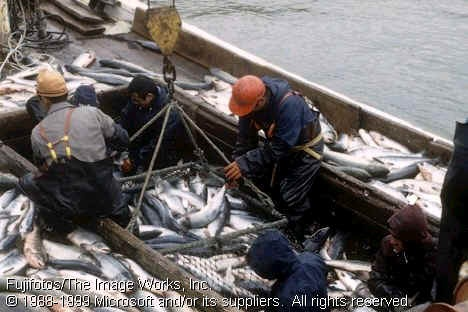 Fujifotos/The Image Works, Inc.
© 1988-1999 Microsoft and/or its suppliers. All rights reserved.